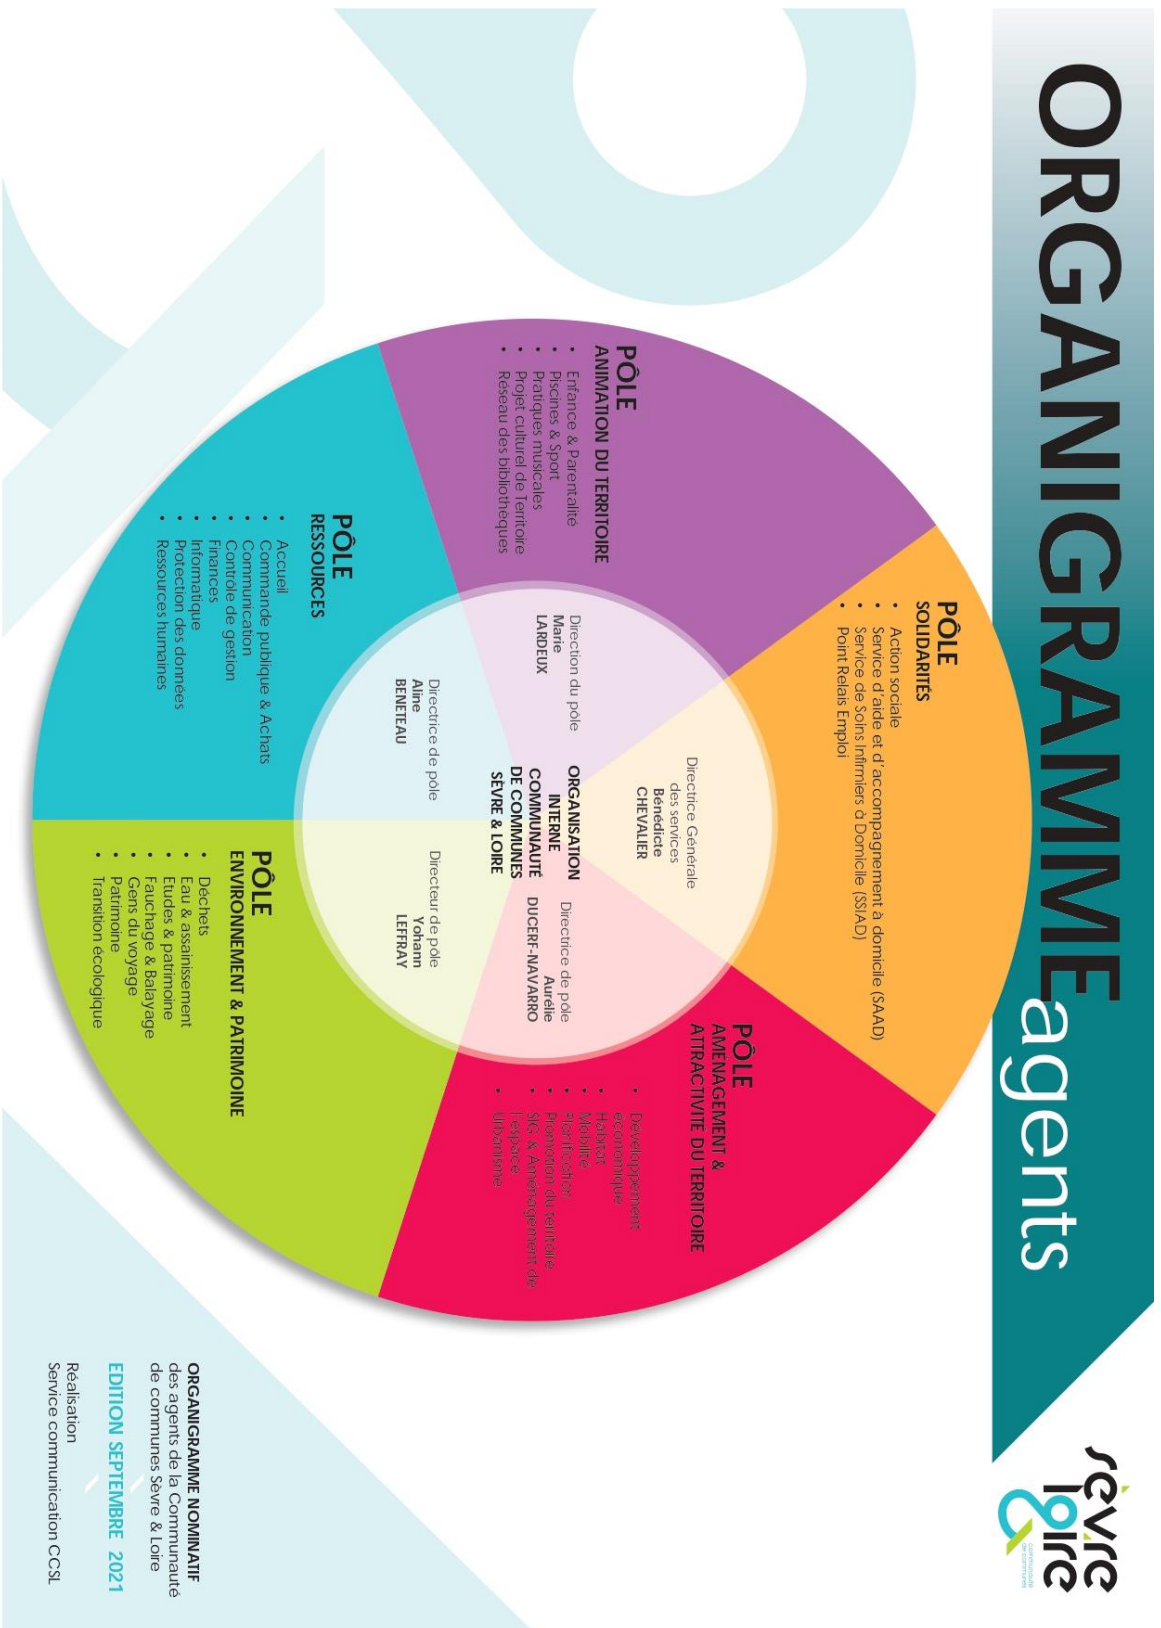 ORGANIGRAMME
agents
sèvre
loire
&
communauté
de communes
PÔLE
SOLIDARITÉS
• Action sociale
• Service d'aide et d'accompagnement à domicile (SAAD)
• Service de Soins Infirmiers à Domicile (SSIAD)
• Point Relais Emploi
PÔLE
ANIMATION DU TERRITOIRE
• Enfance & Parentalité
• Piscines & Sport
• Pratiques musicales
• Projet culturel de Territoire
• Réseau des bibliothèques
PÔLE
AMÉNAGEMENT &
ATTRACTIVITÉ DU TERRITOIRE
• Développement
économique
• Habitat
• Mobilité
• Planification
• Promotion du territoire
• SIG & Aménagement de
l'espace
• Urbanisme
Directrice Générale
des services
Bénédicte
CHEVALIER
Direction du pôle
Marie
LARDEUX
ORGANISATION
INTERNE
COMMUNAUTÉ
DE COMMUNES
SÈVRE & LOIRE
Directrice de pôle
Aurélie
DUCERF-NAVARRO
Directrice de pôle
Aline
BENETEAU
Directeur de pôle
Yohann
LEFFRAY
PÔLE
RESSOURCES
• Accueil
• Commande publique & Achats
• Communication
• Contrôle de gestion
• Finances
• Informatique
• Protection des données
• Ressources humaines
PÔLE
ENVIRONNEMENT & PATRIMOINE
• Déchets
• Eau & assainissement
• Etudes & patrimoine
• Fauchage & Balayage
• Gens du voyage
• Patrimoine
• Transition écologique
ORGANIGRAMME NOMINATIF
des agents de la Communauté
de communes Sèvre & Loire
EDITION SEPTEMBRE 2021
Réalisation
Service communication CCSL